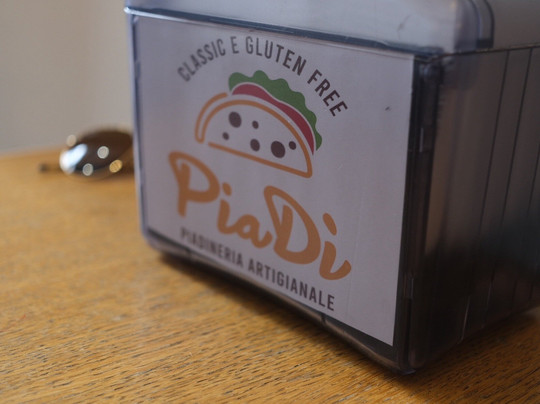 CLASSIC E GLUTEN FREE
PiaDi
PIADINERIA ARTIGIANALE